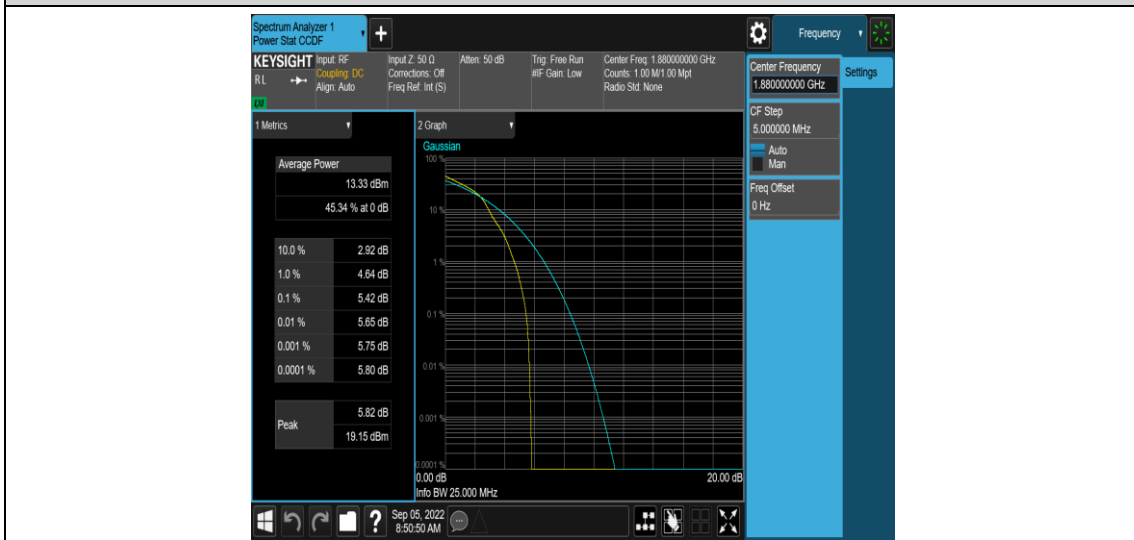 Spectrum Analyzer 1
Power Stat CCDF
+
Frequency
KEYSIGHT
RL
LXI
Input: RF
Coupling: DC
Align: Auto
Input Z: 50 Ω
Corrections: Off
Freq Ref: Int (S)
Atten: 50 dB
Trig: Free Run
#IF Gain: Low
Center Freq: 1.880000000 GHz
Counts: 1.00 M/1.00 Mpt
Radio Std: None
Center Frequency
1.880000000 GHz
Settings
CF Step
5.000000 MHz
Auto
Man
Freq Offset
0 Hz
1 Metrics
Average Power
13.33 dBm
45.34 % at 0 dB
10.0 % 2.92 dB
1.0 % 4.64 dB
0.1 % 5.42 dB
0.01 % 5.65 dB
0.001 % 5.75 dB
0.0001 % 5.80 dB
Peak
5.82 dB
19.15 dBm
2 Graph
Gaussian
100 %
10 %
1 %
0.1 %
0.01 %
0.001 %
0.0001 %
0.00 dB 20.00 dB
Info BW 25.000 MHz
?
Sep 05, 2022
8:50:50 AM